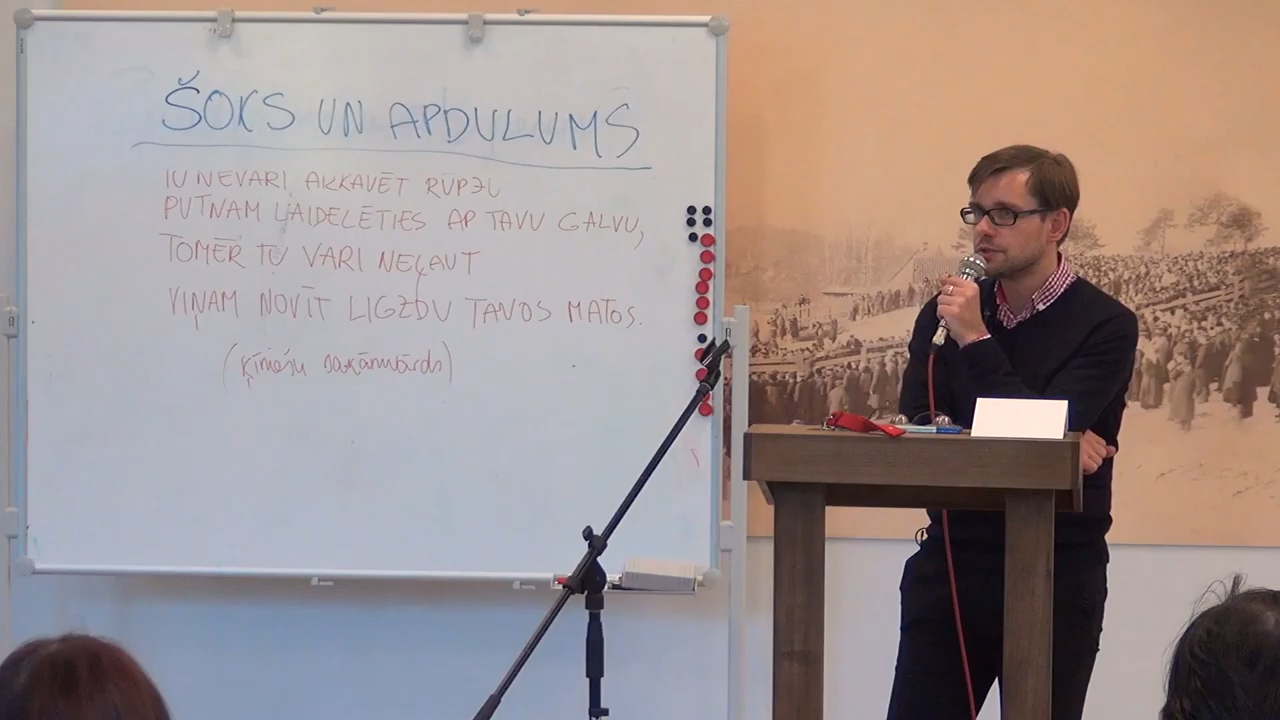 ŠOKS UN APDULUMS
TU NEVARI AIZKAVĒT RŪPJU
PUTNAM LAIDELĒTIES AP TAVU GALVU,
TOMĒR TU VARI NEĻAUT
VIŅAM NOVĪT LIGZDU TAVOS MATOS.
(ķīniešu sakāmvārds)